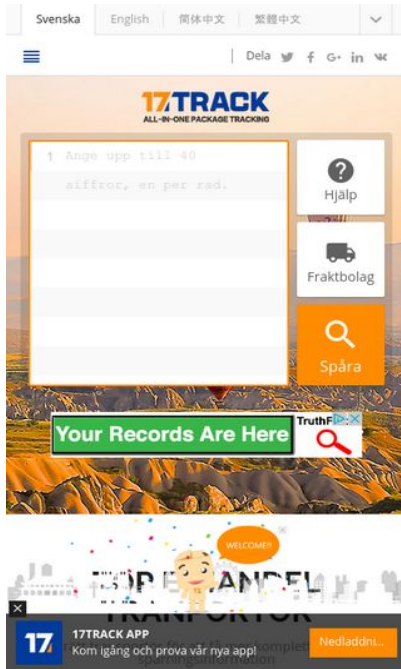 Svenska English 简体中文 繁體中文
Dela
17TRACK
ALL-IN-ONE PACKAGE TRACKING
1 Ange upp till 40
siffror, en per rad.
Hjälp
Fraktbolag
Spåra
Your Records Are Here
WELCOME!!
17TRACK APP
Kom igång och prova vår nya app!
Nedladdni...
spårningsinformation